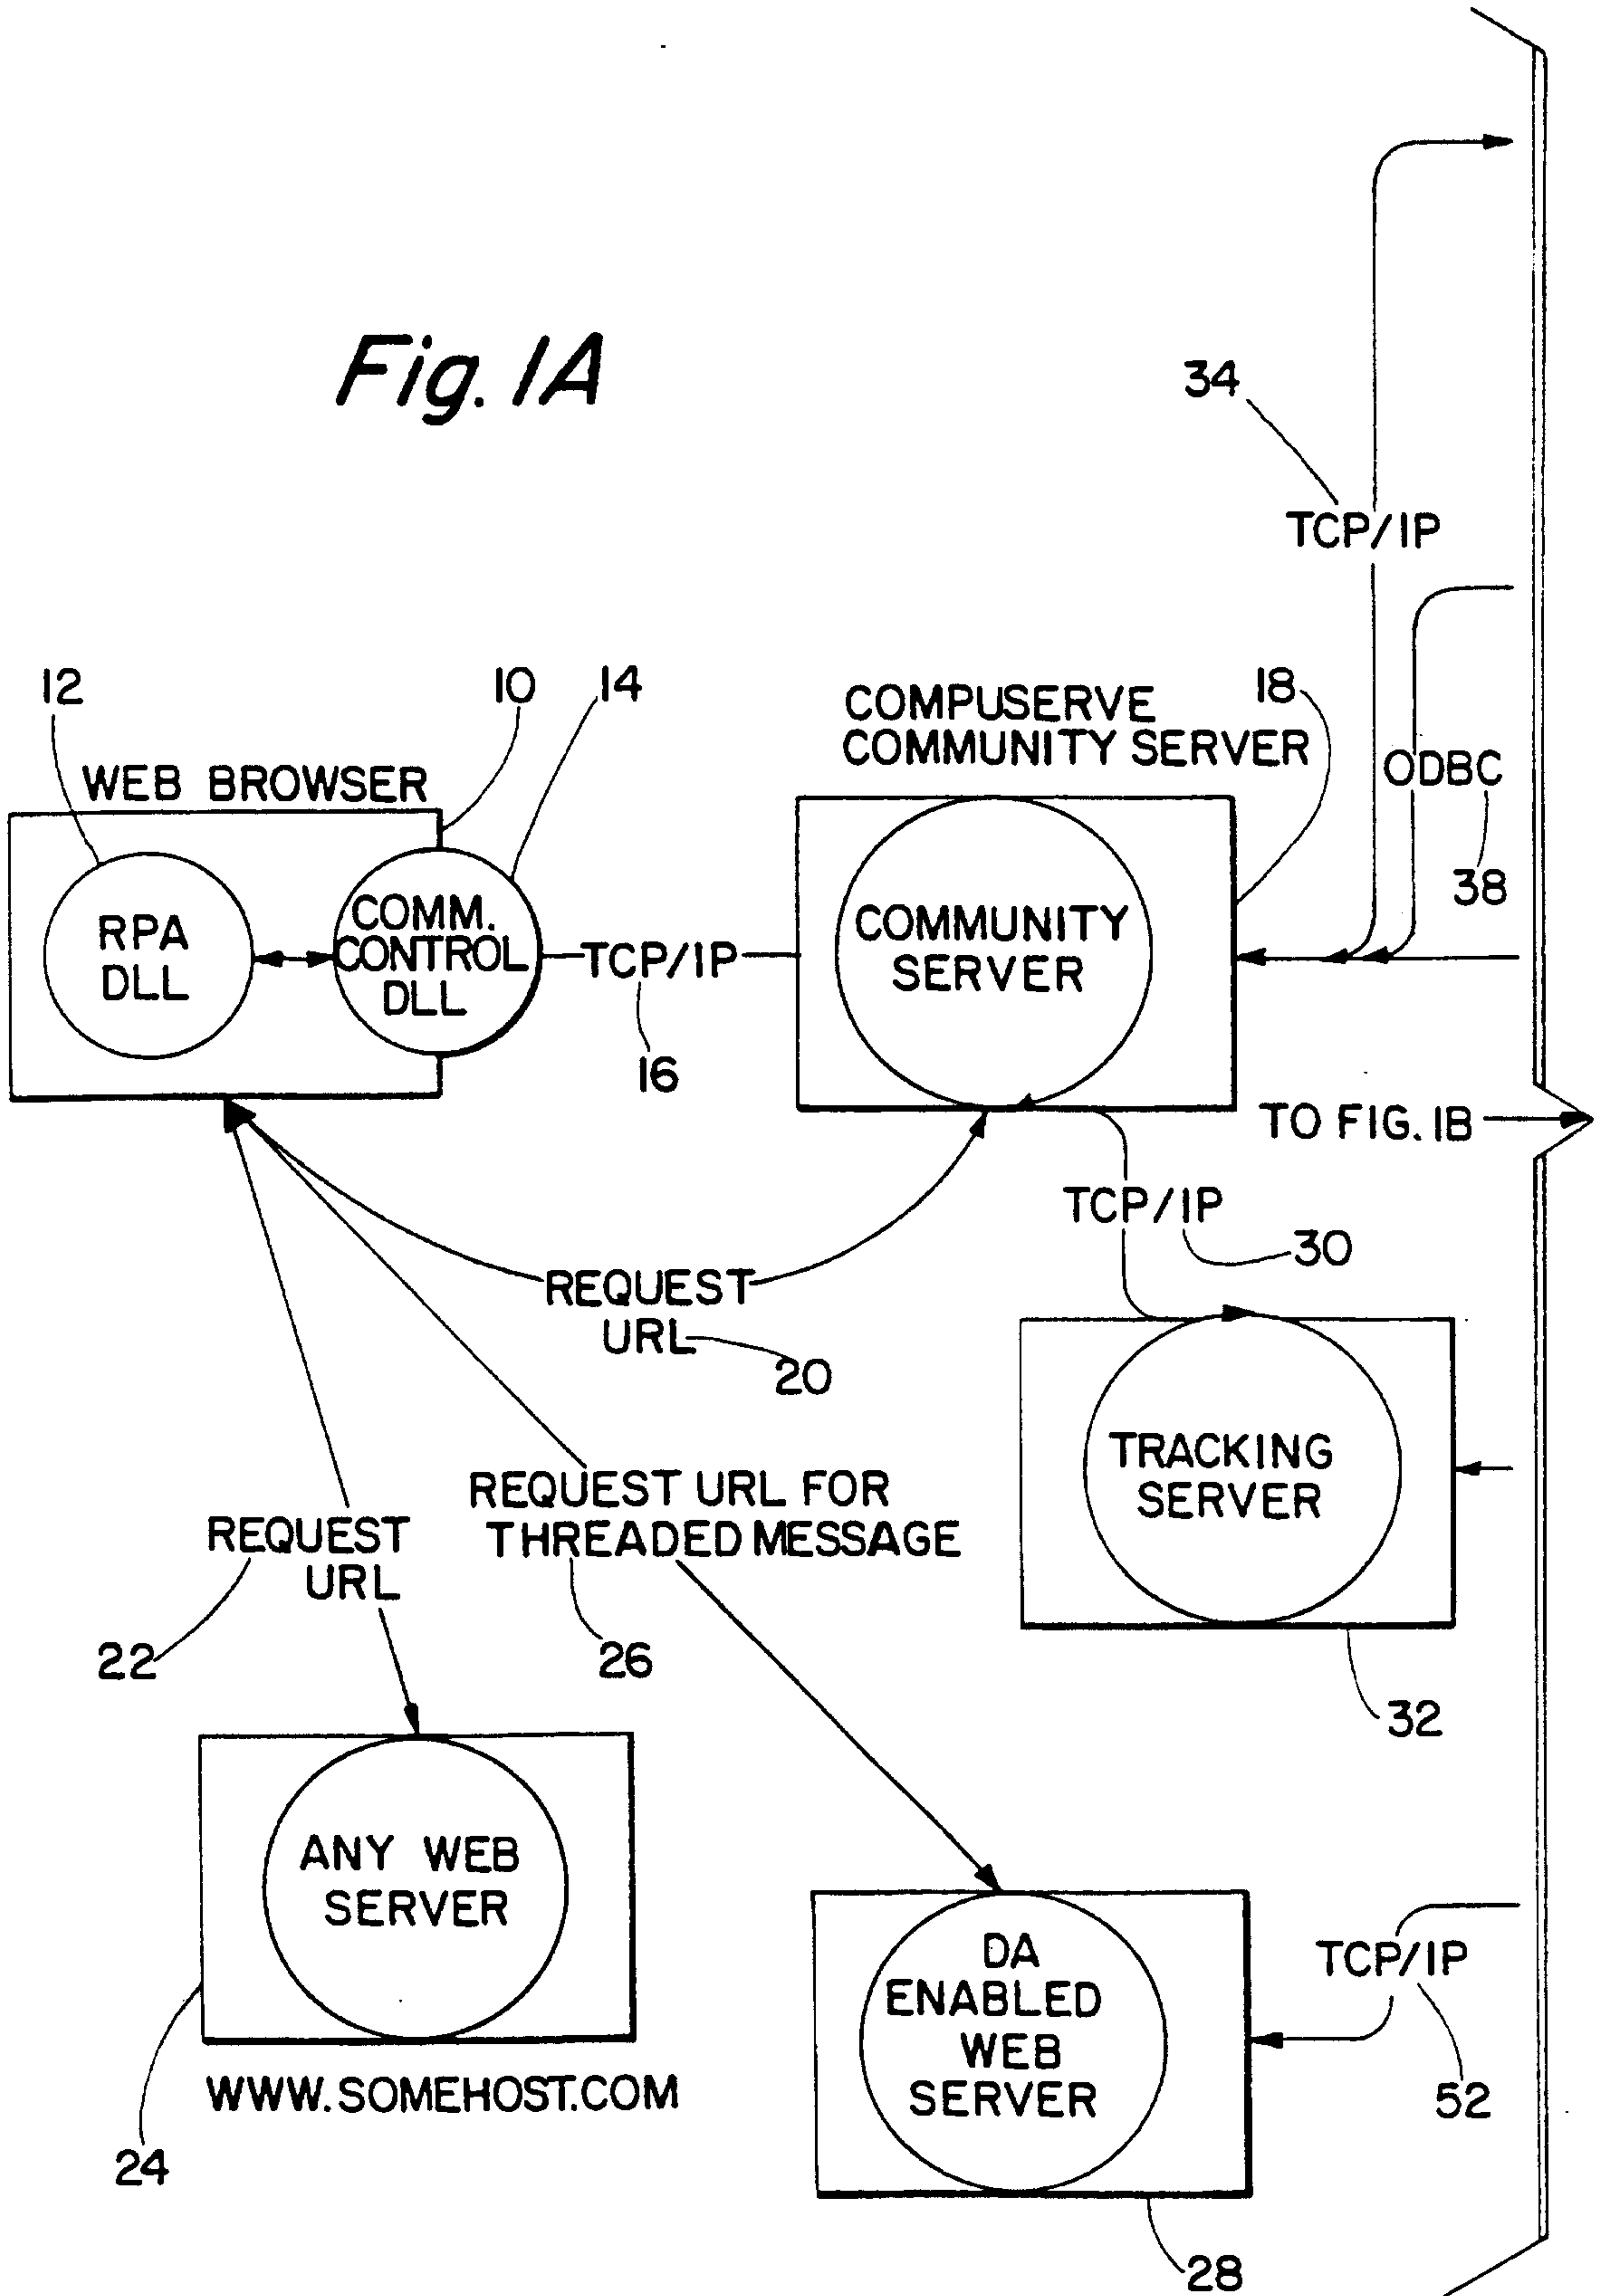 Fig. 1A
34
TCP/IP
12
10
14
COMPUSERVE
COMMUNITY SERVER
18
WEB BROWSER
ODBC
38
RPA
DLL
COMM.
CONTROL
DLL
TCP/IP
16
COMMUNITY
SERVER
TO FIG. 1B
TCP/IP
30
REQUEST
URL
20
TRACKING
SERVER
32
REQUEST URL FOR
THREADED MESSAGE
26
REQUEST
URL
22
ANY WEB
SERVER
WWW.SOMEHOST.COM
24
DA
ENABLED
WEB
SERVER
28
TCP/IP
52